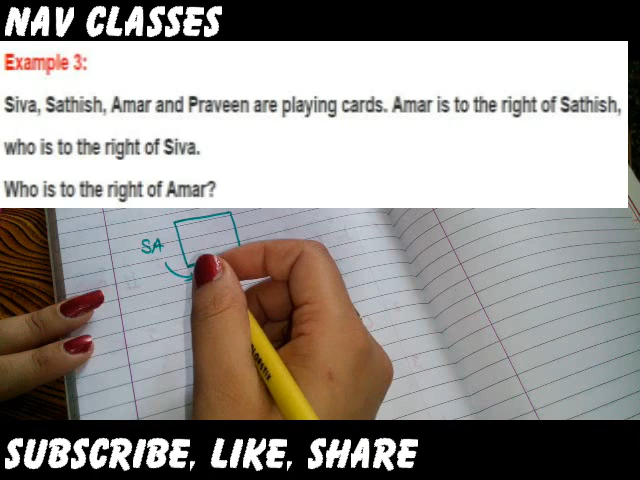 NAV CLASSES
Example 3:
Siva, Sathish, Amar and Praveen are playing cards. Amar is to the right of Sathish,
who is to the right of Siva.
Who is to the right of Amar?
SA
SUBSCRIBE, LIKE, SHARE